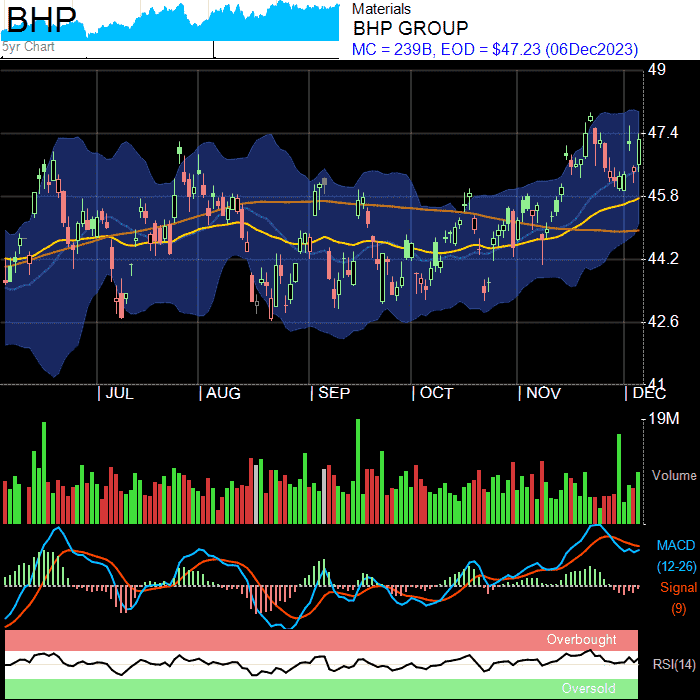 BHP
5yr Chart
Materials
BHP GROUP
MC = 239B, EOD = $47.23 (06Dec2023)
49
47.4
45.8
44.2
42.6
41
JUL AUG SEP OCT NOV DEC
19M
Volume
MACD
(12-26)
Signal
(9)
Overbought
RSI(14)
Oversold